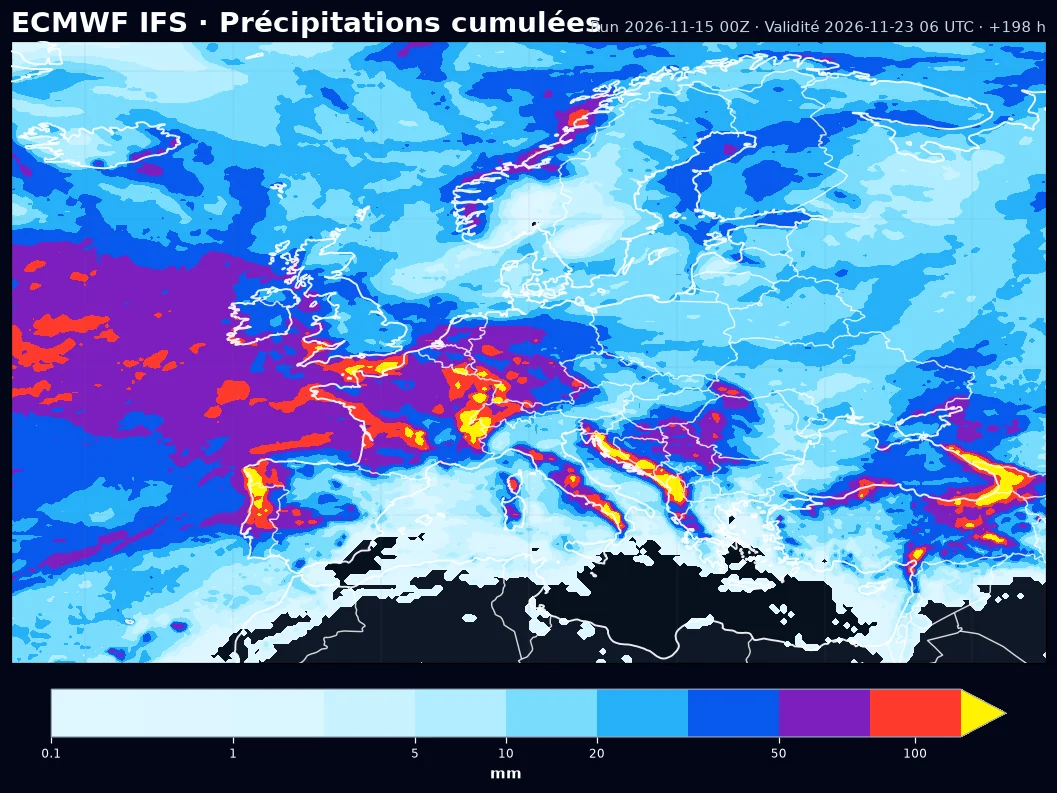 ECMWF IFS · Précipitations cumulées
Run 2026-11-15 00Z · Validité 2026-11-23 06 UTC · +198 h
0.1 1 5 10 20 50 100
mm